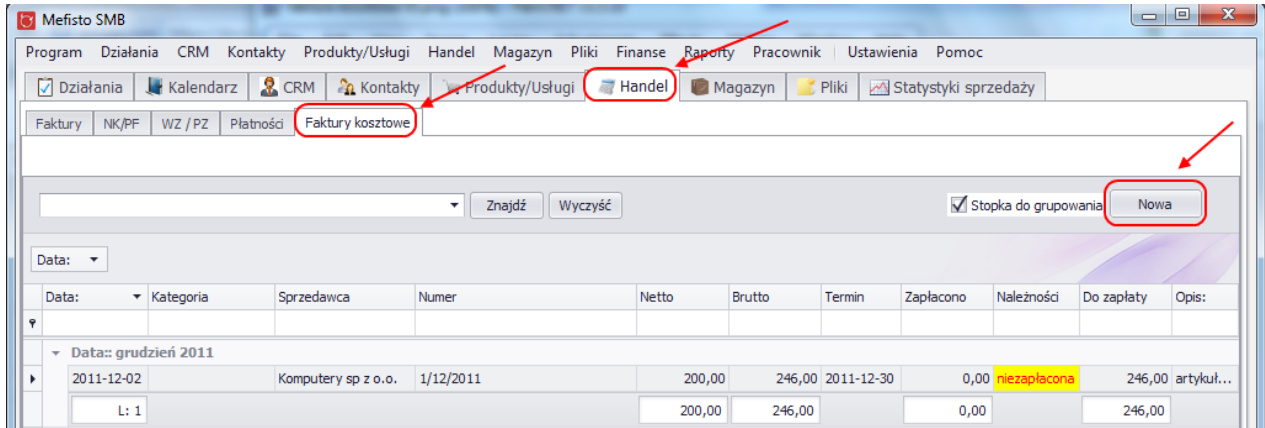 Mefisto SMB
Program Działania CRM Kontakty Produkty/Usługi Handel Magazyn Pliki Finanse Raporty Pracownik Ustawienia Pomoc
Działania Kalendarz CRM Kontakty Produkty/Usługi Handel Magazyn Pliki Statystyki sprzedaży
Faktury NK/PF WZ / PZ Płatności Faktury kosztowe
Znajdź Wyczyść Stopka do grupowania Nowa
Data:
Data: Kategoria Sprzedawca Numer Netto Brutto Termin Zapłacono Należności Do zapłaty Opis:
Data:: grudzień 2011
2011-12-02 Komputery sp z o.o. 1/12/2011 200,00 246,00 2011-12-30 0,00 niezapłacona 246,00 artykuł...
L: 1 200,00 246,00 0,00 246,00